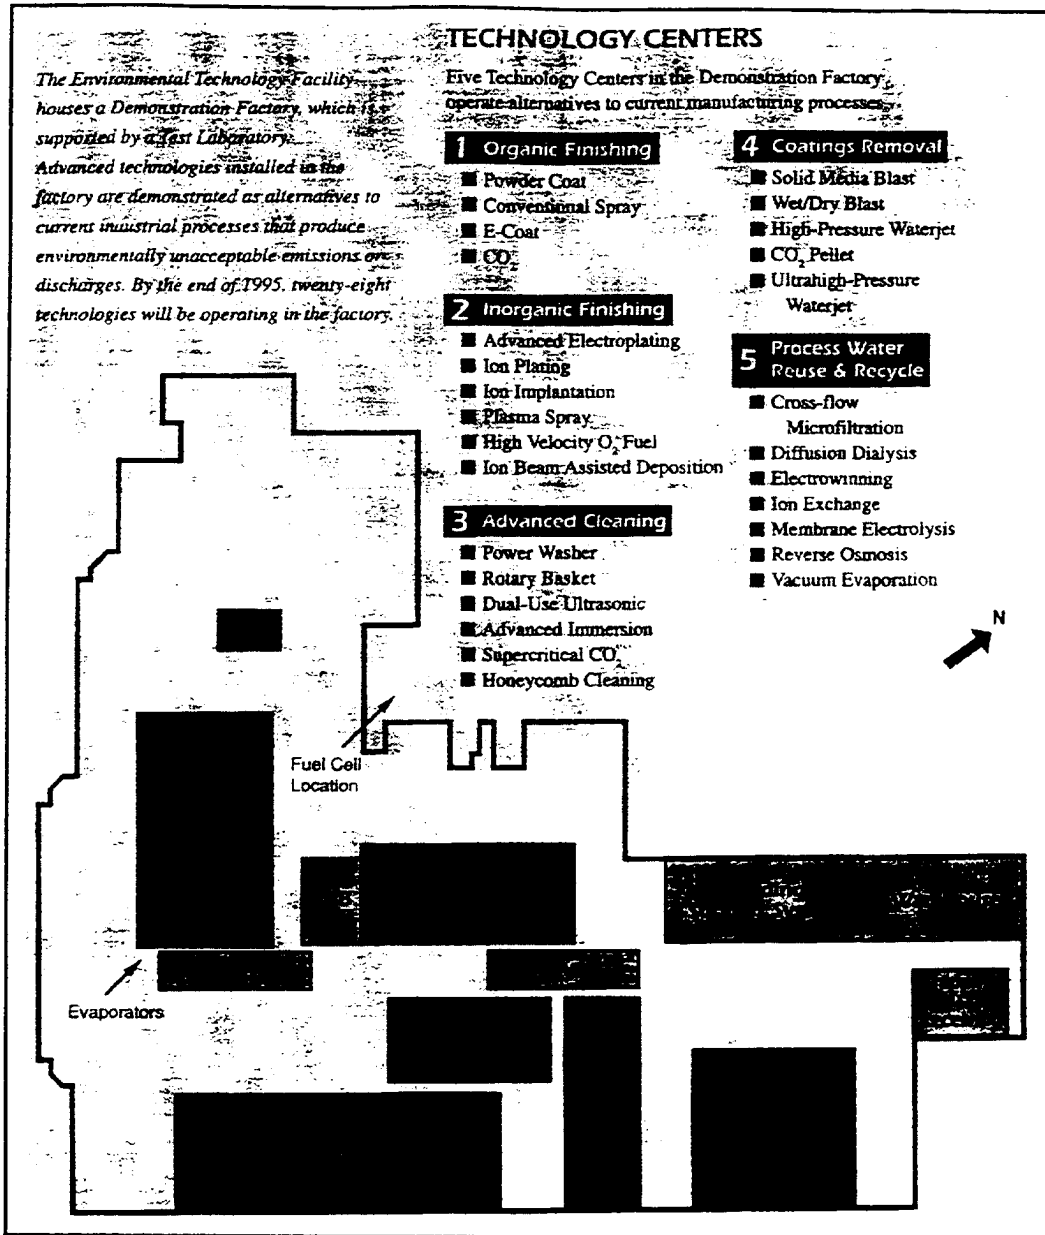 The Environmental Technology Facility
houses a Demonstration Factory, which is
supported by a Test Laboratory.
Advanced technologies installed in the
factory are demonstrated as alternatives to
current industrial processes that produce
environmentally unacceptable emissions or
discharges. By the end of 1995, twenty-eight
technologies will be operating in the factory.
TECHNOLOGY CENTERS
Five Technology Centers in the Demonstration Factory
operate alternatives to current manufacturing processes.
1 Organic Finishing
■ Powder Coat
■ Conventional Spray
■ E-Coat
■ CO₂
2 Inorganic Finishing
■ Advanced Electroplating
■ Ion Plating
■ Ion Implantation
■ Plasma Spray
■ High Velocity O₂ Fuel
■ Ion Beam Assisted Deposition
3 Advanced Cleaning
■ Power Washer
■ Rotary Basket
■ Dual-Use Ultrasonic
■ Advanced Immersion
■ Supercritical CO₂
■ Honeycomb Cleaning
4 Coatings Removal
■ Solid Media Blast
■ Wet/Dry Blast
■ High-Pressure Waterjet
■ CO₂ Pellet
■ Ultrahigh-Pressure
Waterjet
5 Process Water
Reuse & Recycle
■ Cross-flow
Microfiltration
■ Diffusion Dialysis
■ Electrowinning
■ Ion Exchange
■ Membrane Electrolysis
■ Reverse Osmosis
■ Vacuum Evaporation
N
Fuel Cell
Location
Evaporators